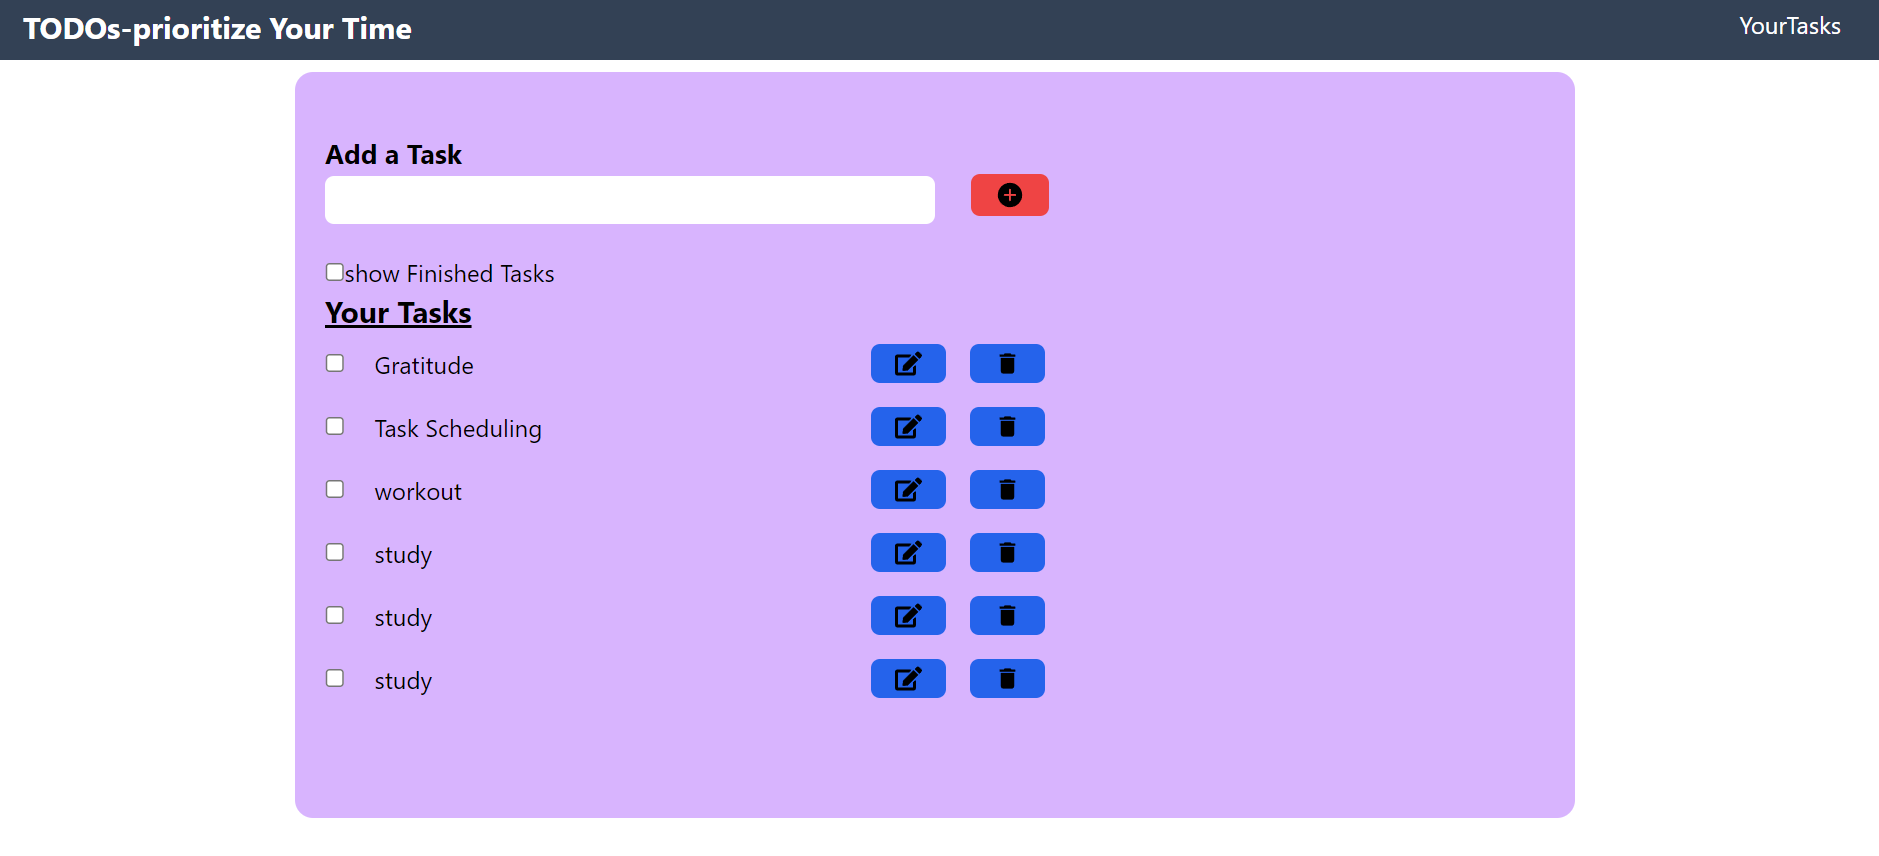 TODOs-prioritize Your Time
YourTasks
Add a Task
show Finished Tasks
Your Tasks
Gratitude
Task Scheduling
workout
study
study
study